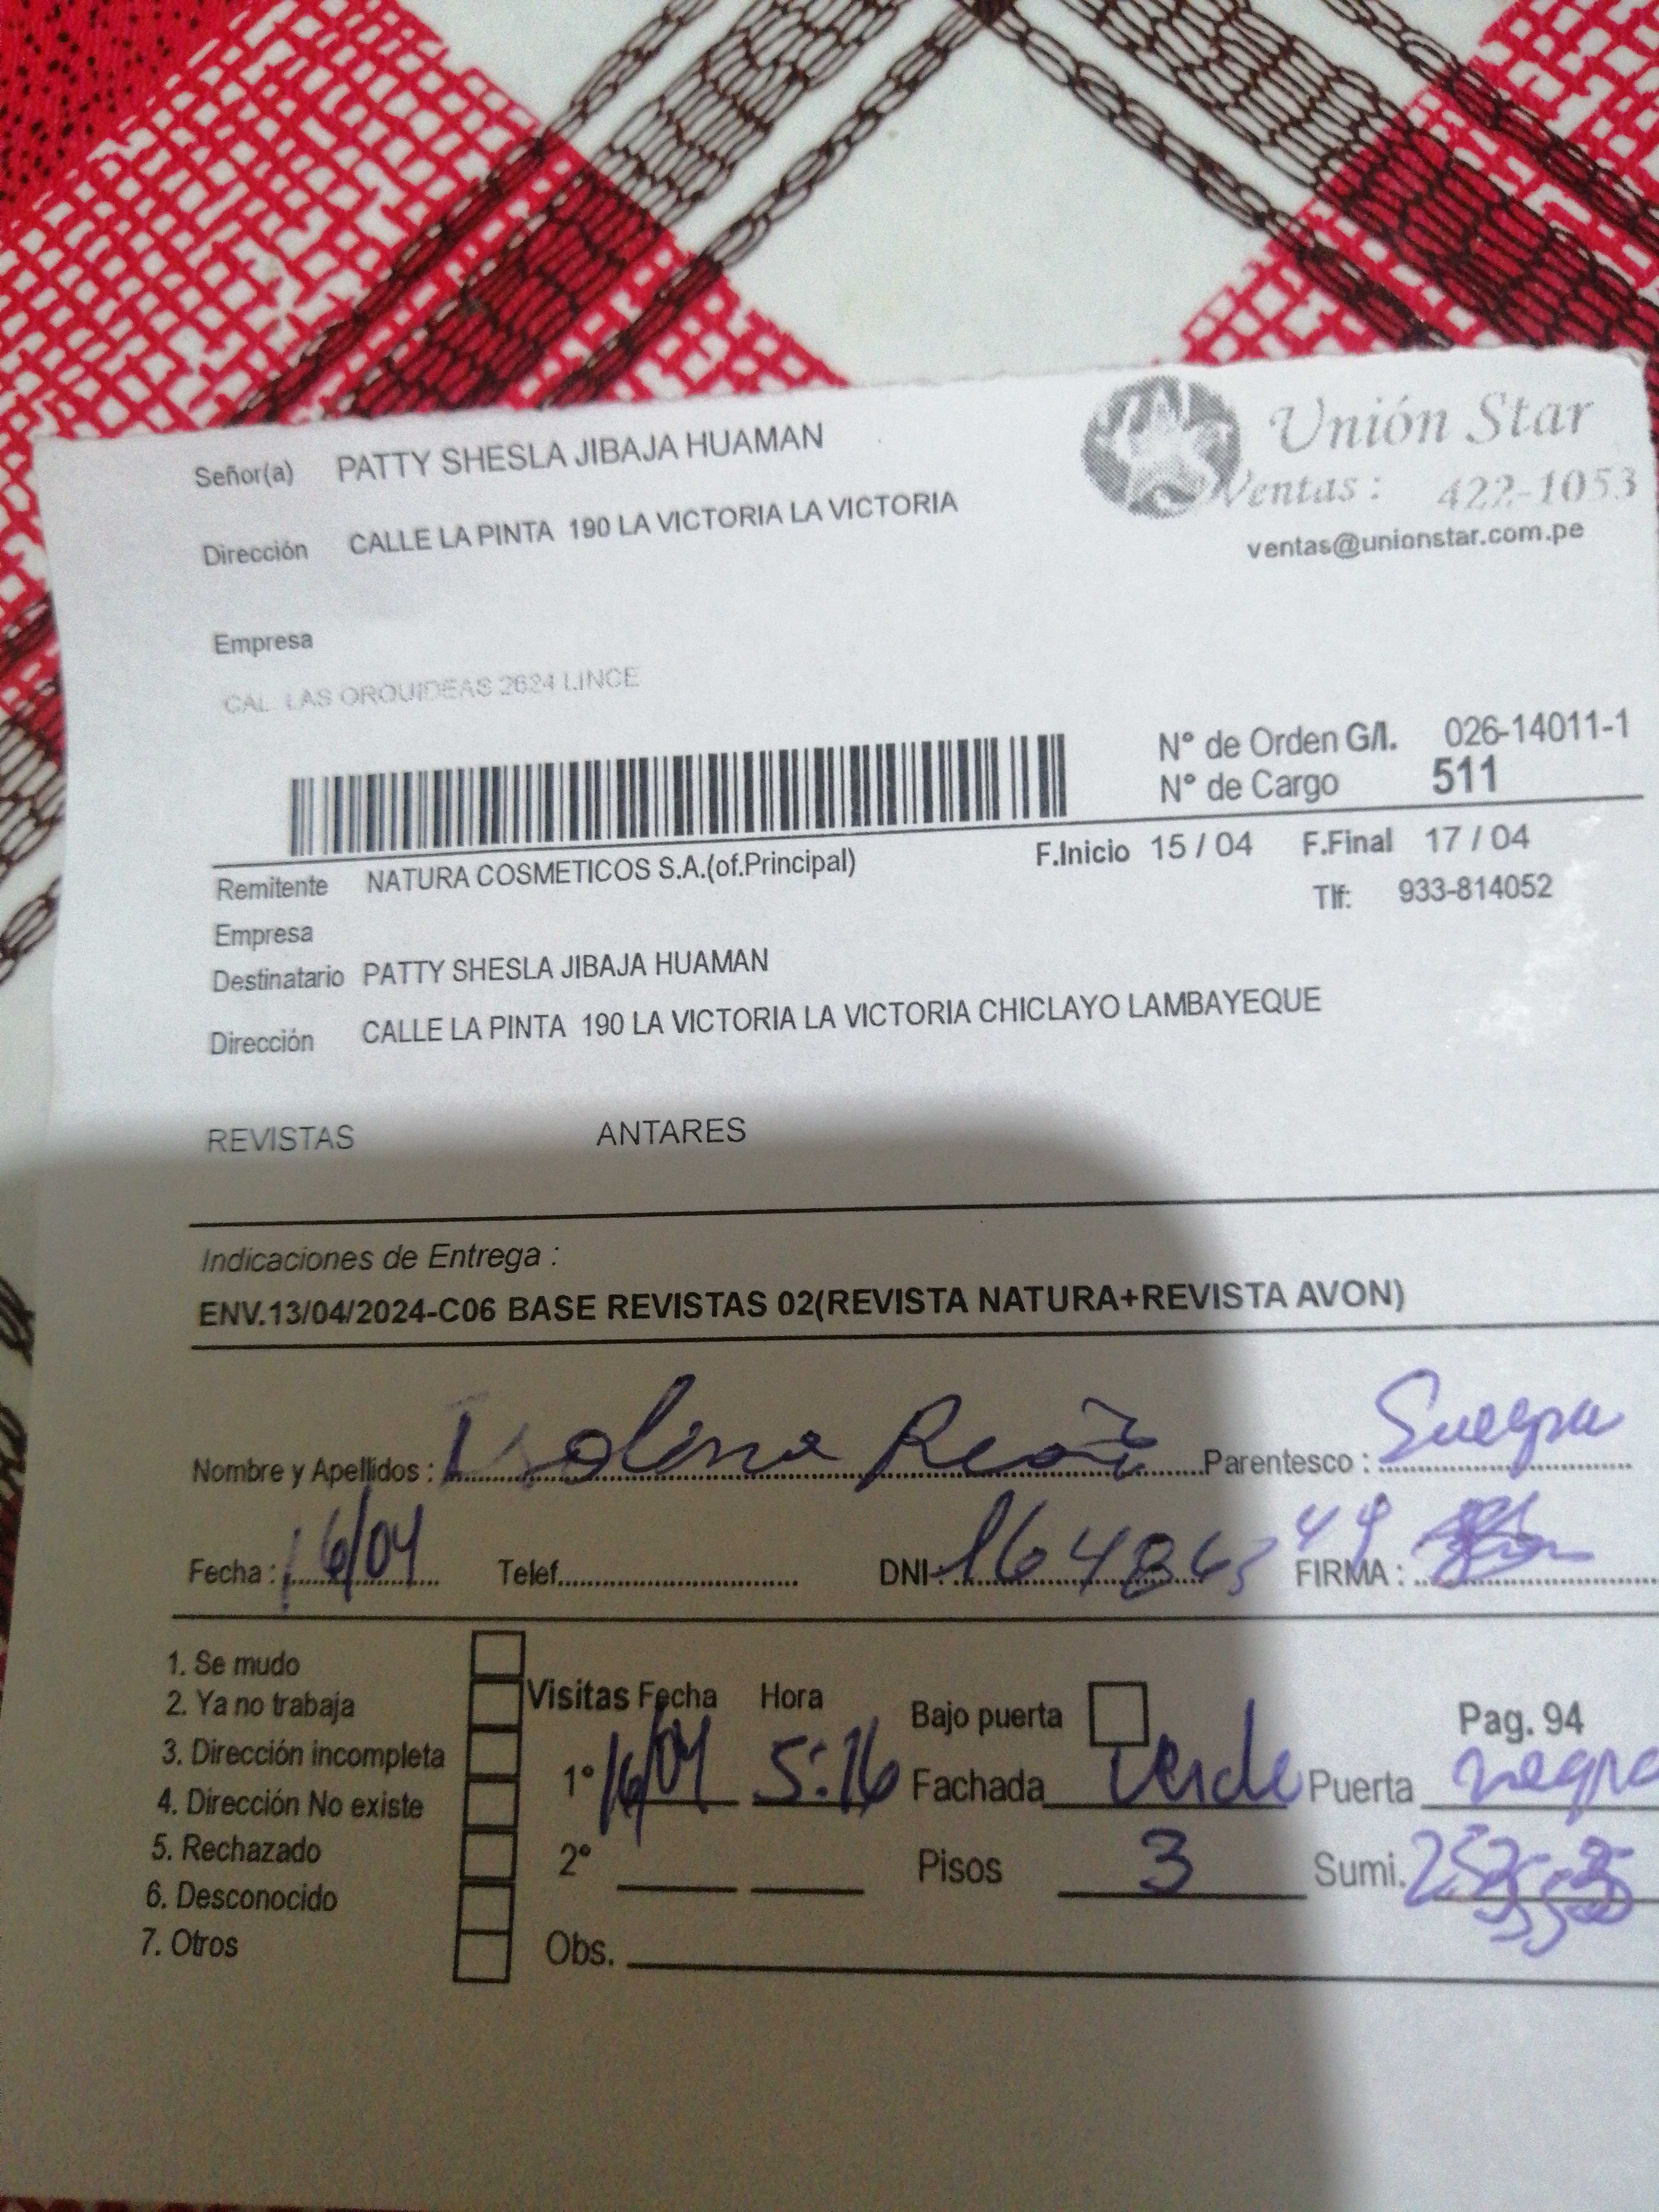 Señor(a) PATTY SHESLA JIBAJA HUAMAN
Unión Star
Ventas: 422-1053
ventas@unionstar.com.pe
Dirección CALLE LA PINTA 190 LA VICTORIA LA VICTORIA
Empresa
CAL. LAS ORQUIDEAS 2624 LINCE
N° de Orden G/I. 026-14011-1
N° de Cargo 511
Remitente NATURA COSMETICOS S.A.(of.Principal) F.Inicio 15 / 04 F.Final 17 / 04
Tlf: 933-814052
Empresa
Destinatario PATTY SHESLA JIBAJA HUAMAN
Dirección CALLE LA PINTA 190 LA VICTORIA LA VICTORIA CHICLAYO LAMBAYEQUE
REVISTAS ANTARES
Indicaciones de Entrega :
ENV.13/04/2024-C06 BASE REVISTAS 02(REVISTA NATURA+REVISTA AVON)
Nombre y Apellidos : Isolina Parentesco : Suegra
Fecha : 16/04 Telef. DNI: FIRMA :
1. Se mudo
2. Ya no trabaja
3. Dirección incompleta
4. Dirección No existe
5. Rechazado
6. Desconocido
7. Otros
Visitas Fecha Hora Bajo puerta Pag. 94
1° 16/04 5:16 Fachada verde Puerta negra
2° Pisos 3 Sumi.
Obs.